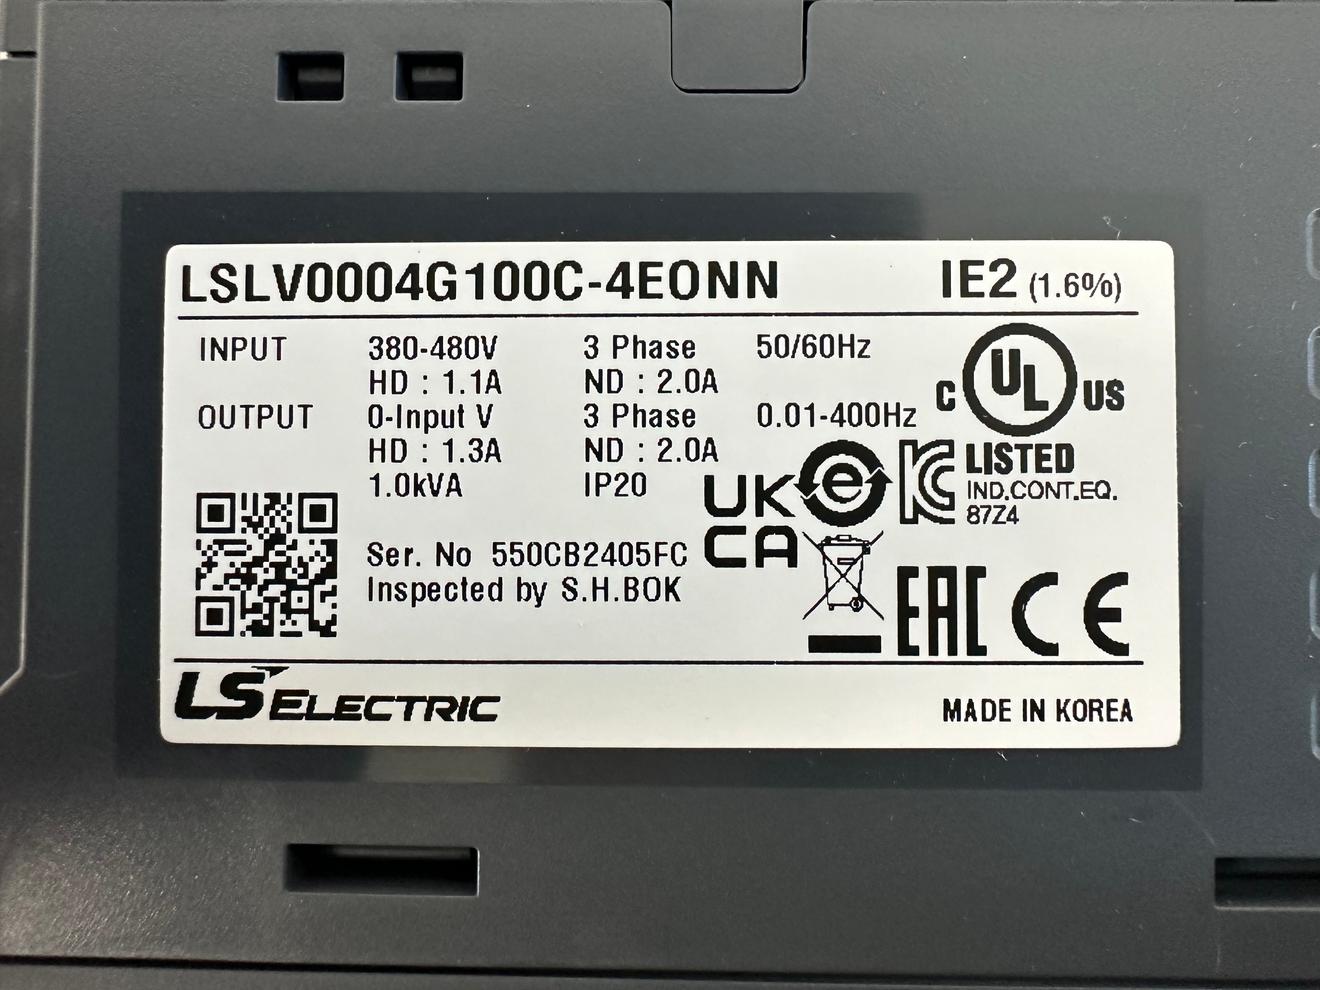 LSLV0004G100C-4EONN IE2 (1.6%)
INPUT 380-480V 3 Phase 50/60Hz
HD : 1.1A ND : 2.0A
OUTPUT 0-Input V 3 Phase 0.01-400Hz
HD : 1.3A ND : 2.0A
1.0kVA IP20
C UL US
LISTED
IND.CONT.EQ.
87Z4
UK
CA
e
KC
Ser. No 550CB2405FC
Inspected by S.H.BOK
EAC CE
LS ELECTRIC
MADE IN KOREA